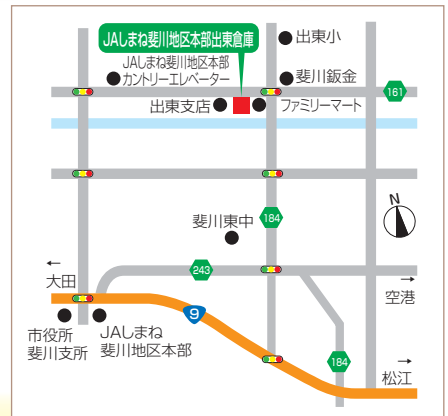 JAしまね斐川地区本部出東倉庫
出東小
JAしまね斐川地区本部
カントリーエレベーター
斐川鈑金
161
出東支店
ファミリーマート
斐川東中
184
N
243
←
大田
→
空港
9
市役所
斐川支所
JAしまね
斐川地区本部
184
→
松江